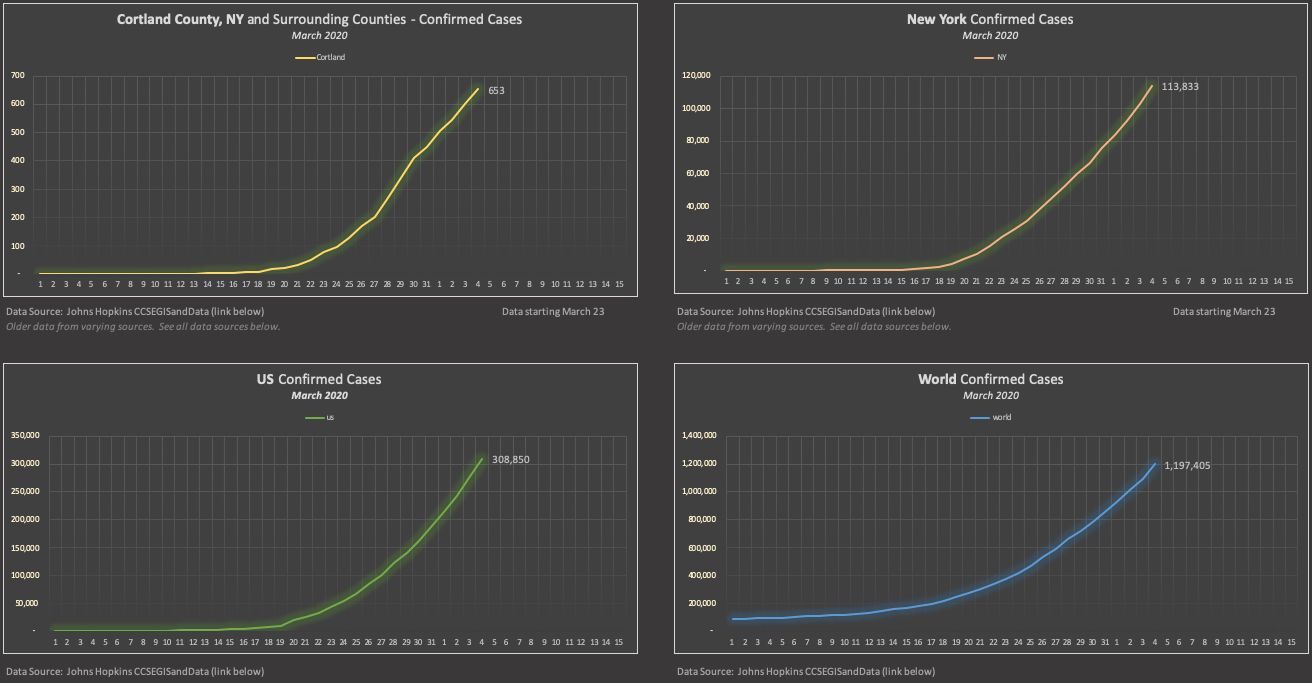 Cortland County, NY and Surrounding Counties - Confirmed Cases
March 2020
Cortland
700
600
500
400
300
200
100
-
1 2 3 4 5 6 7 8 9 10 11 12 13 14 15 16 17 18 19 20 21 22 23 24 25 26 27 28 29 30 31 1 2 3 4 5 6 7 8 9 10 11 12 13 14 15
653
Data Source: Johns Hopkins CCSEGISandData (link below)
Data starting March 23
Older data from varying sources. See all data sources below.
New York Confirmed Cases
March 2020
NY
120,000
100,000
80,000
60,000
40,000
20,000
-
1 2 3 4 5 6 7 8 9 10 11 12 13 14 15 16 17 18 19 20 21 22 23 24 25 26 27 28 29 30 31 1 2 3 4 5 6 7 8 9 10 11 12 13 14 15
113,833
Data Source: Johns Hopkins CCSEGISandData (link below)
Data starting March 23
Older data from varying sources. See all data sources below.
US Confirmed Cases
March 2020
us
350,000
300,000
250,000
200,000
150,000
100,000
50,000
-
1 2 3 4 5 6 7 8 9 10 11 12 13 14 15 16 17 18 19 20 21 22 23 24 25 26 27 28 29 30 31 1 2 3 4 5 6 7 8 9 10 11 12 13 14 15
308,850
Data Source: Johns Hopkins CCSEGISandData (link below)
World Confirmed Cases
March 2020
world
1,400,000
1,200,000
1,000,000
800,000
600,000
400,000
200,000
-
1 2 3 4 5 6 7 8 9 10 11 12 13 14 15 16 17 18 19 20 21 22 23 24 25 26 27 28 29 30 31 1 2 3 4 5 6 7 8 9 10 11 12 13 14 15
1,197,405
Data Source: Johns Hopkins CCSEGISandData (link below)